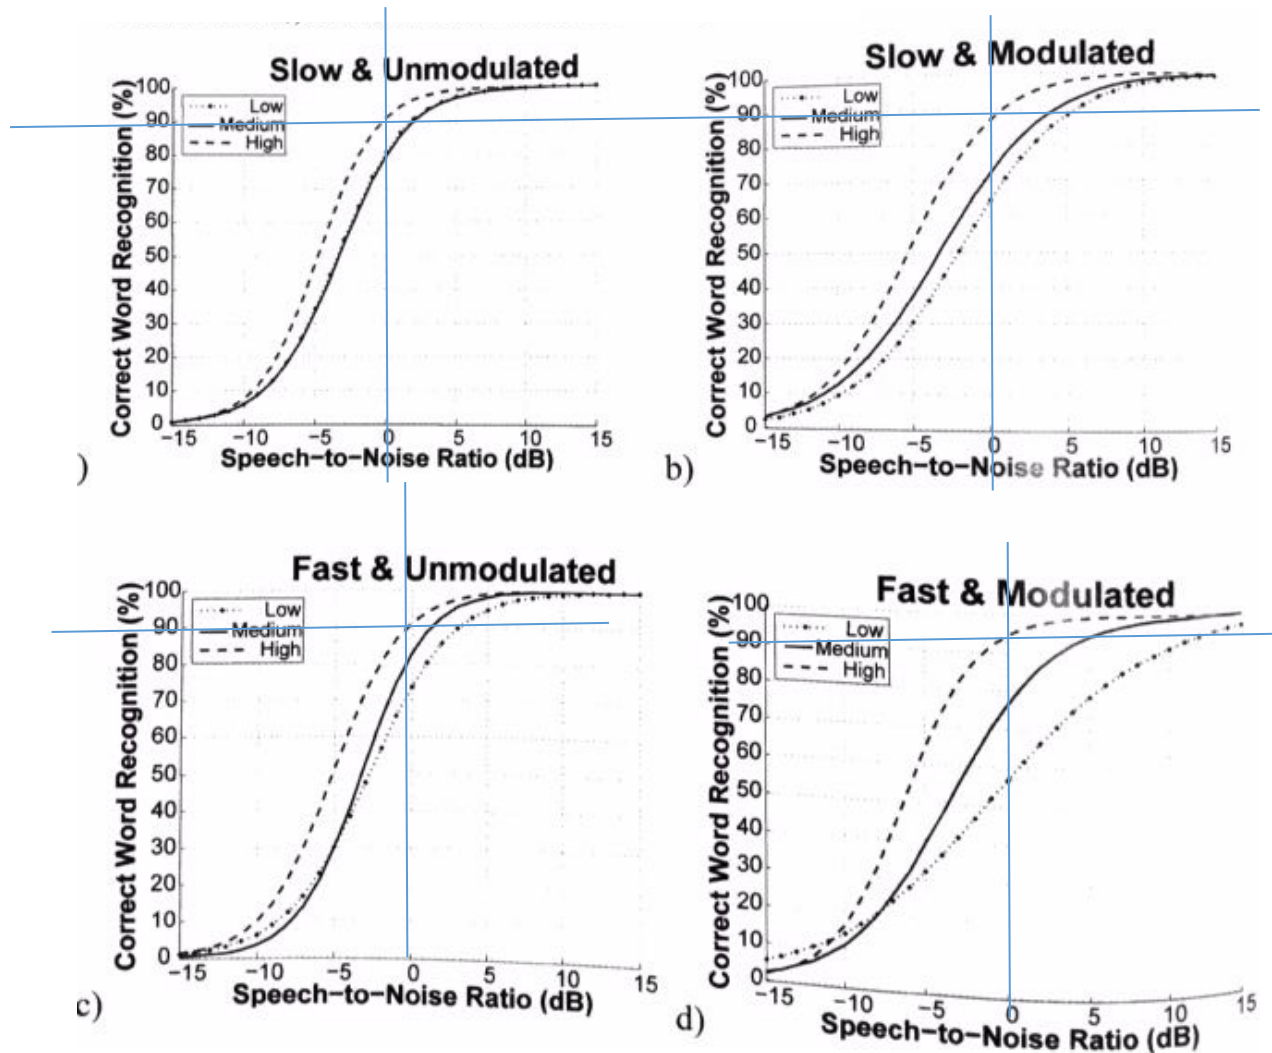 Slow & Unmodulated
Correct Word Recognition (%)
100
90
80
70
60
50
40
30
20
10
0
Low
Medium
High
−15 −10 −5 0 5 10 15
Speech−to−Noise Ratio (dB)
)
Slow & Modulated
Correct Word Recognition (%)
100
90
80
70
60
50
40
30
20
10
0
Low
Medium
High
−15 −10 −5 0 5 10 15
Speech−to−Noise Ratio (dB)
b)
Fast & Unmodulated
Correct Word Recognition (%)
100
90
80
70
60
50
40
30
20
10
0
Low
Medium
High
−15 −10 −5 0 5 10 15
Speech−to−Noise Ratio (dB)
c)
Fast & Modulated
Correct Word Recognition (%)
100
90
80
70
60
50
40
30
20
10
0
Low
Medium
High
−15 −10 −5 0 5 10 15
Speech−to−Noise Ratio (dB)
d)